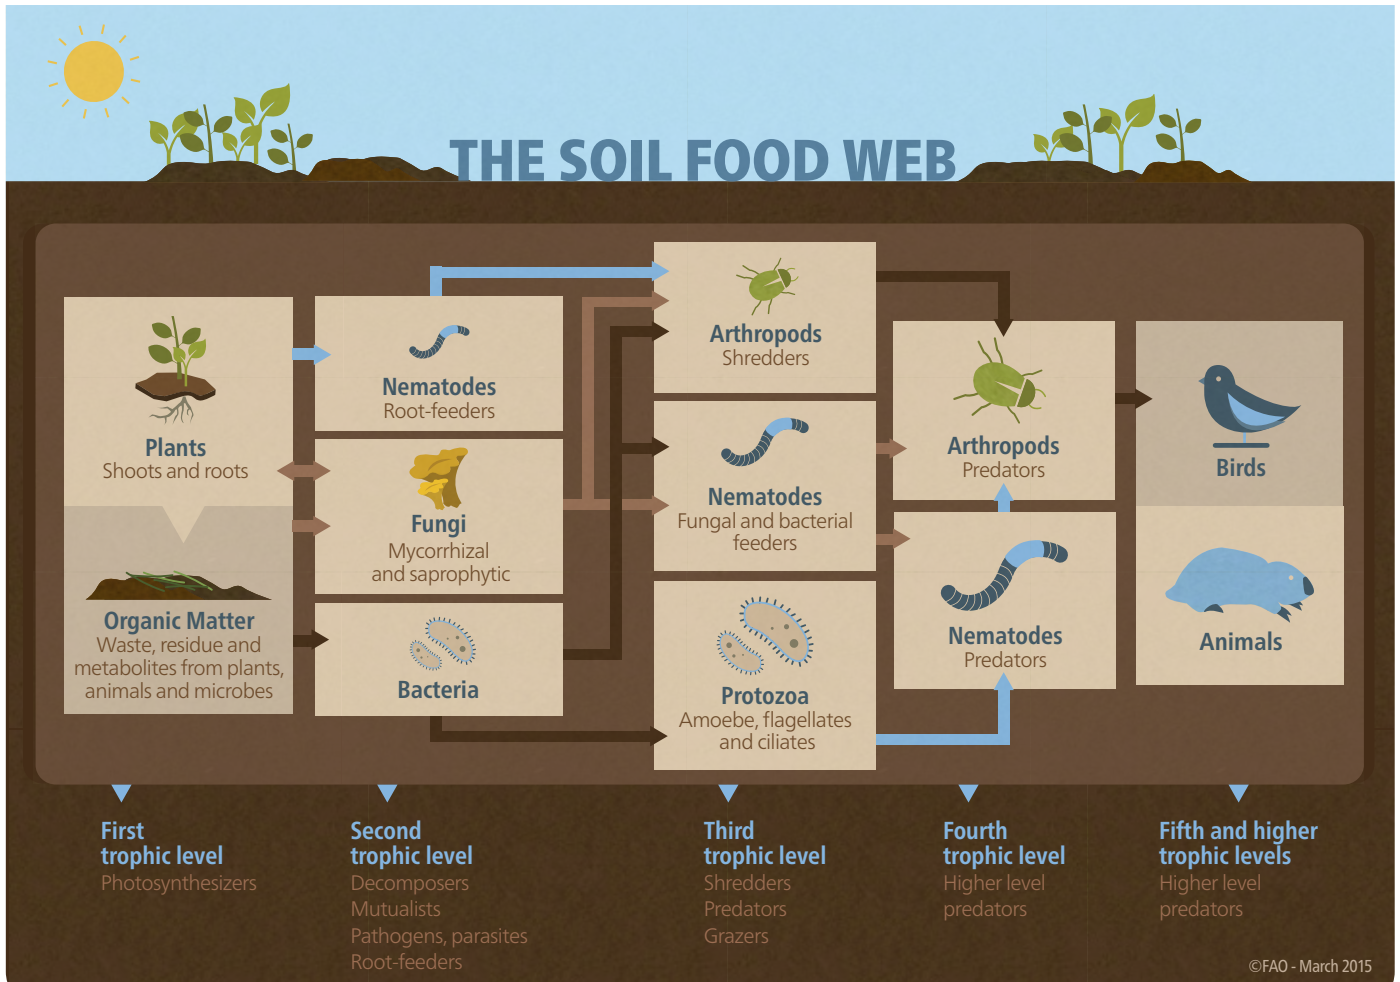 THE SOIL FOOD WEB
Plants
Shoots and roots
Organic Matter
Waste, residue and
metabolites from plants,
animals and microbes
Nematodes
Root-feeders
Fungi
Mycorrhizal
and saprophytic
Bacteria
Arthropods
Shredders
Nematodes
Fungal and bacterial
feeders
Protozoa
Amoebe, flagellates
and ciliates
Arthropods
Predators
Nematodes
Predators
Birds
Animals
First
trophic level
Photosynthesizers
Second
trophic level
Decomposers
Mutualists
Pathogens, parasites
Root-feeders
Third
trophic level
Shredders
Predators
Grazers
Fourth
trophic level
Higher level
predators
Fifth and higher
trophic levels
Higher level
predators
©FAO - March 2015